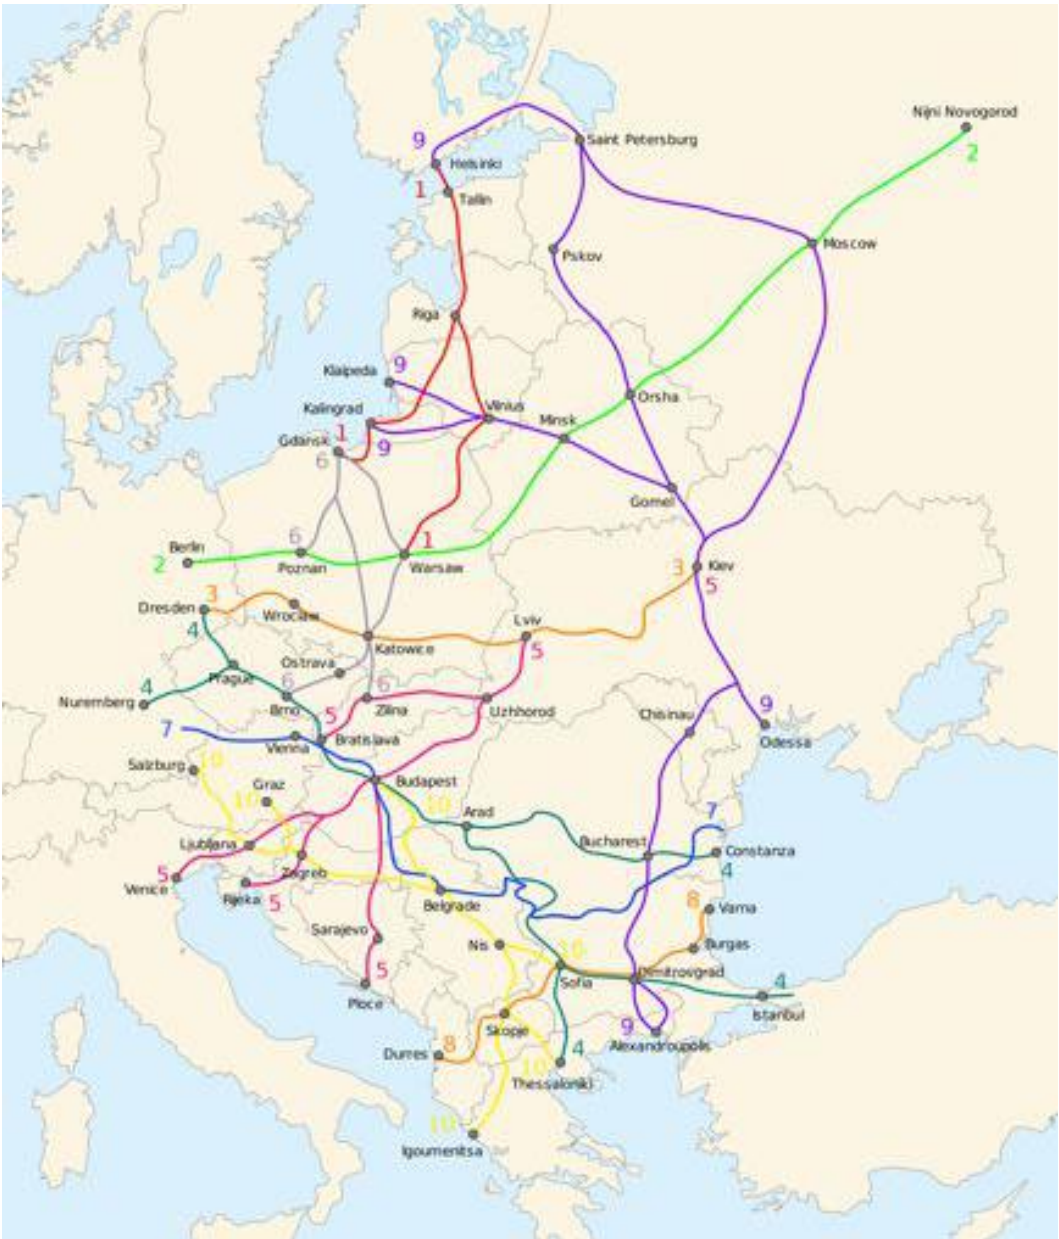 Nijni Novogorod
2
Saint Petersburg
9
Helsinki
1
Tallin
Moscow
Pskov
Riga
Klaipeda
9
Kalingrad
Vilnius
Orsha
Minsk
Gdansk
1
9
6
Gomel
Berlin
2
6
Poznan
1
Warsaw
3
Kiev
5
Dresden
3
Wroclaw
4
Lviv
5
Katowice
Ostrava
Prague
Nuremberg
4
6
Brno
6
Zilina
Uzhhorod
7
5
Bratislava
Vienna
Chisinau
9
Odessa
Salzburg
10
Graz
10
Budapest
10
Arad
7
Bucharest
Constanza
4
Ljubljana
Zagreb
Venice
5
Rijeka
5
Belgrade
8
Varna
Burgas
Sarajevo
Nis
10
Sofia
Dimitrovgrad
5
Ploce
4
Istanbul
Skopje
9
Alexandroupolis
Durres
8
4
10
Thessaloniki
10
Igoumenitsa